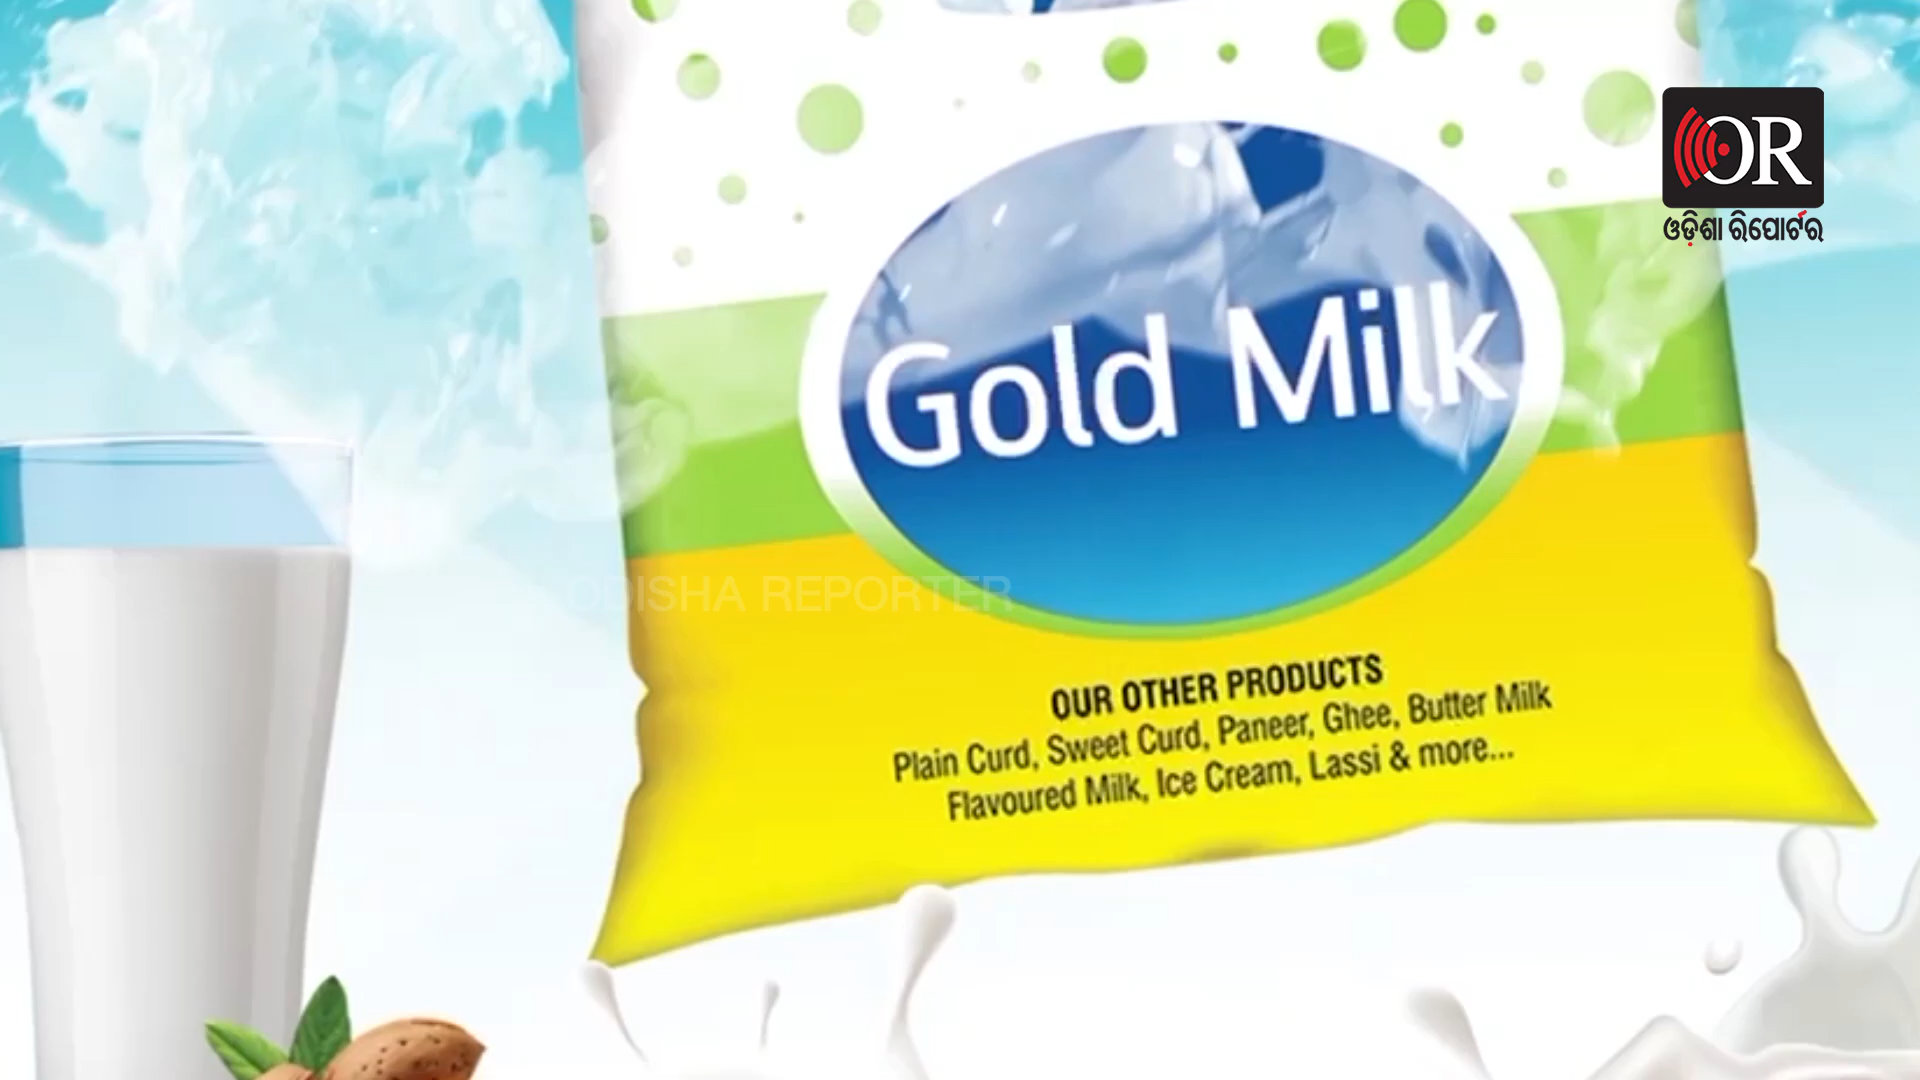 OR
ଓଡ଼ିଶା ରିପୋର୍ଟର
Gold Milk
ODISHA REPORTER
OUR OTHER PRODUCTS
Plain Curd, Sweet Curd, Paneer, Ghee, Butter Milk
Flavoured Milk, Ice Cream, Lassi & more...